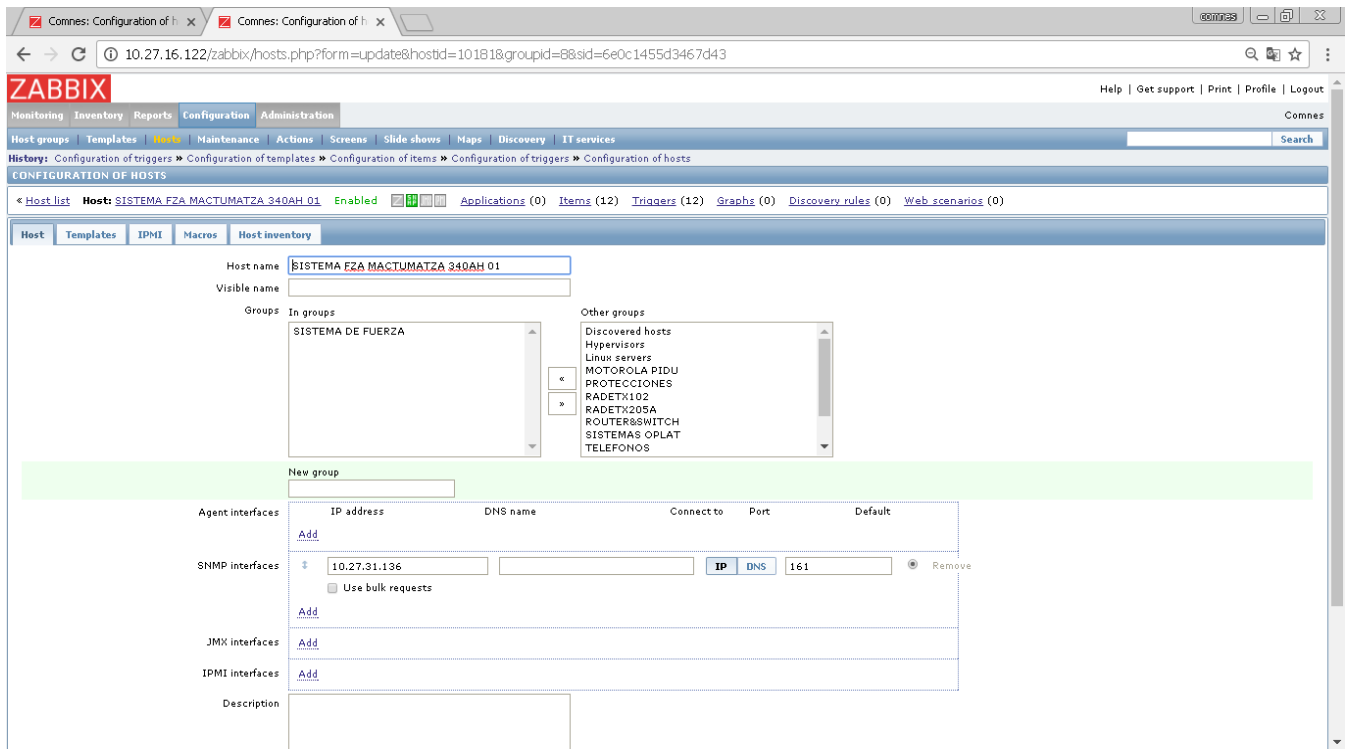 Comnes: Configuration of h
Comnes: Configuration of h
comnes
10.27.16.122/zabbix/hosts.php?form=update&hostid=10181&groupid=8&sid=6e0c1455d3467d43
ZABBIX
Help | Get support | Print | Profile | Logout
Monitoring Inventory Reports Configuration Administration
Comnes
Host groups | Templates | Hosts | Maintenance | Actions | Screens | Slide shows | Maps | Discovery | IT services
Search
History: Configuration of triggers » Configuration of templates » Configuration of items » Configuration of triggers » Configuration of hosts
CONFIGURATION OF HOSTS
« Host list Host: SISTEMA FZA MACTUMATZA 340AH 01 Enabled Applications (0) Items (12) Triggers (12) Graphs (0) Discovery rules (0) Web scenarios (0)
Host Templates IPMI Macros Host inventory
Host name SISTEMA FZA MACTUMATZA 340AH 01
Visible name
Groups In groups Other groups
SISTEMA DE FUERZA
Discovered hosts
Hypervisors
Linux servers
MOTOROLA PIDU
PROTECCIONES
RADETX102
RADETX205A
ROUTER&SWITCH
SISTEMAS OPLAT
TELEFONOS
«
»
New group
Agent interfaces IP address DNS name Connect to Port Default
Add
SNMP interfaces 10.27.31.136 IP DNS 161 Remove
Use bulk requests
Add
JMX interfaces Add
IPMI interfaces Add
Description